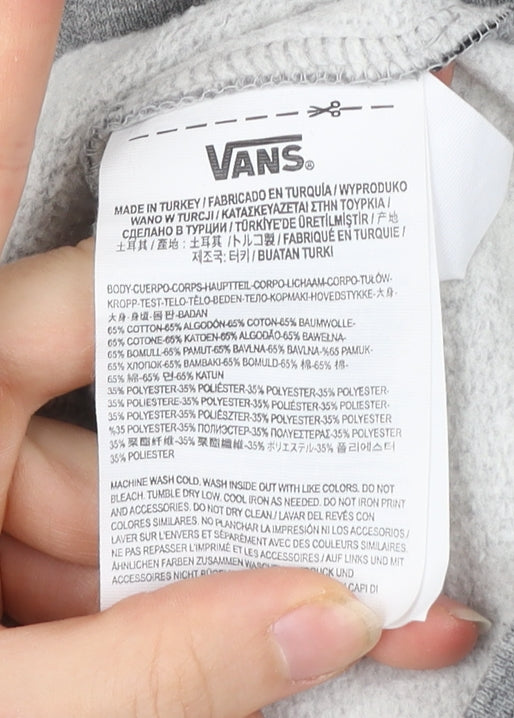 VANS®
MADE IN TURKEY / FABRICADO EN TURQUÍA / WYPRODUKO
WANO W TURCJI / ΚΑΤΑΣΚΕΥΑΖΕΤΑΙ ΣΤΗΝ ΤΟΥΡΚΙΑ /
СДЕЛАНО В ТУРЦИИ / TÜRKİYE'DE ÜRETİLMİŞTİR / 产地
土耳其 / 產地 : 土耳其 / トルコ製 / FABRIQUÉ EN TURQUIE /
제조국: 터키 / BUATAN TURKI
BODY-CUERPO-CORPS-HAUPTTEIL-CORPO-LICHAAM-CORPO-TUŁÓW-
KROPP-TEST-TELO-TĚLO-BEDEN-ТЕЛО-ΚΟΡΜΑΚΙ-HOVEDSTYKKE-大身-
大身-身頃-몸판-BADAN
65% COTTON-65% ALGODÓN-65% COTON-65% BAUMWOLLE-
65% COTONE-65% KATOEN-65% ALGODÃO-65% BAWEŁNA-
65% BOMULL-65% PAMUT-65% BAVLNA-65% BAVLNA-%65 PAMUK-
65% ХЛОПОК-65% ΒΑΜΒΑΚΙ-65% BOMULD-65% 棉-65% 棉-
65% 綿-65% 면-65% KATUN
35% POLYESTER-35% POLIÉSTER-35% POLYESTER-35% POLYESTER-
35% POLIESTERE-35% POLYESTER-35% POLIÉSTER-35% POLIESTER-
35% POLYESTER-35% POLIÉSZTER-35% POLYESTER-35% POLYESTER
%35 POLYESTER-35% ПОЛИЭСТЕР-35% ΠΟΛΥΕΣΤΕΡΑΣ-35% POLYESTER
35% 聚酯纤维-35% 聚酯纖維-35% ポリエステル-35% 폴리에스터
35% POLIESTER
MACHINE WASH COLD. WASH INSIDE OUT WITH LIKE COLORS. DO NOT
BLEACH. TUMBLE DRY LOW. COOL IRON AS NEEDED. DO NOT IRON PRINT
AND ACCESSORIES. DO NOT DRY CLEAN./ LAVAR DEL REVÉS CON
COLORES SIMILARES. NO PLANCHAR LA IMPRESIÓN NI LOS ACCESORIOS /
LAVER SUR L'ENVERS ET SÉPARÉMENT AVEC DES COULEURS SIMILAIRES.
NE PAS REPASSER L'IMPRIMÉ ET LES ACCESSOIRES / AUF LINKS UND MIT
ÄHNLICHEN FARBEN ZUSAMMEN UND
ACCESSOIRES NICHT CAPI DI